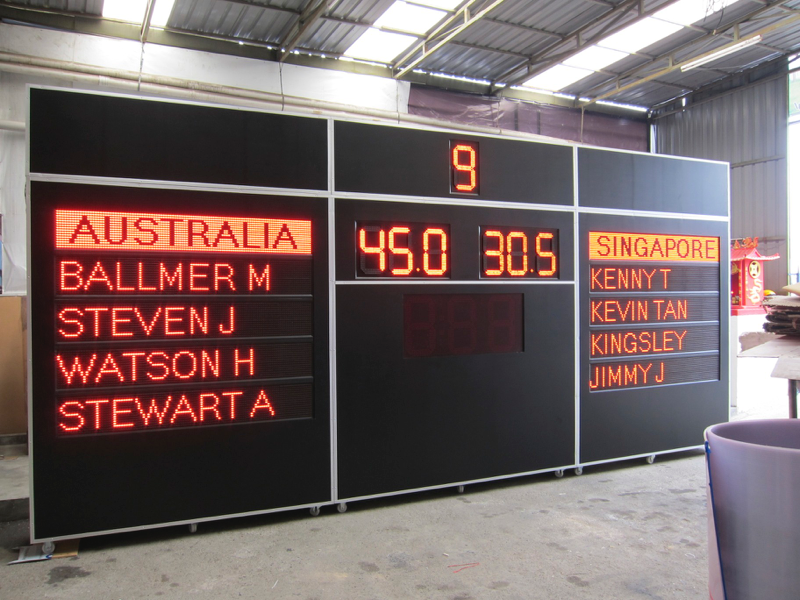 9
AUSTRALIA
BALLMER M
STEVEN J
WATSON H
STEWART A
45.0 30.5
SINGAPORE
KENNY T
KEVIN TAN
KINGSLEY
JIMMY J